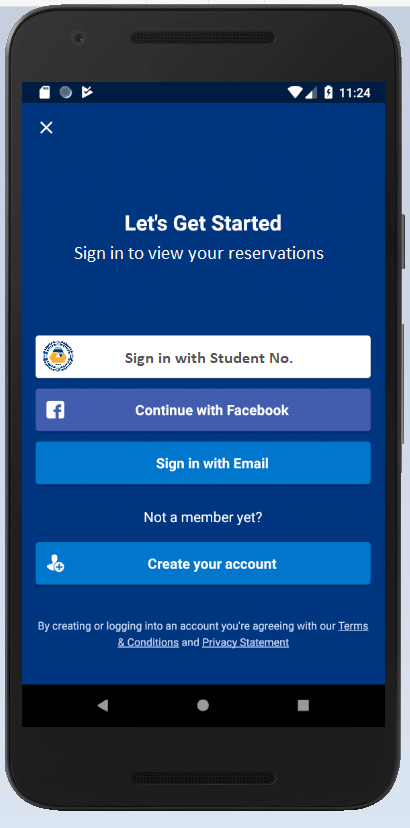 11:24
Let's Get Started
Sign in to view your reservations
Sign in with Student No.
Continue with Facebook
Sign in with Email
Not a member yet?
Create your account
By creating or logging into an account you're agreeing with our Terms
& Conditions and Privacy Statement